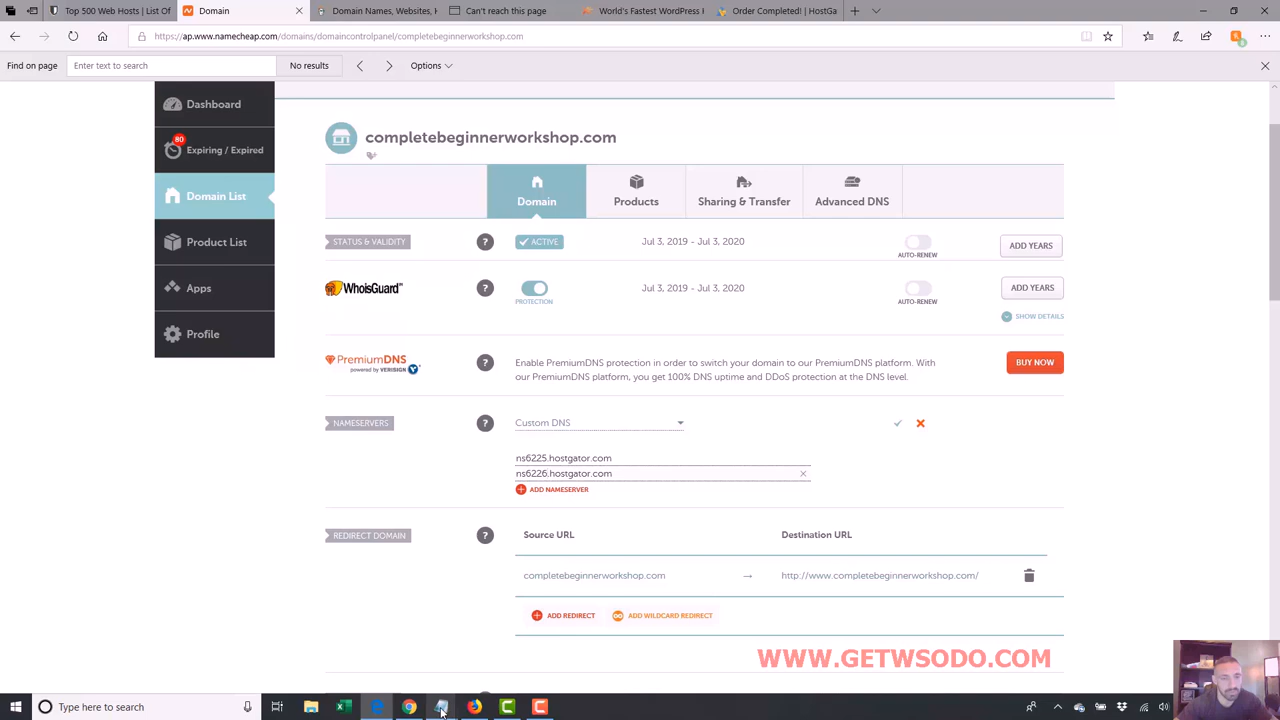 Top 500 Web Hosts | List Of
Domain List
Domain Names, Websites, H
Can't reach this page
World's Fastest WordPress H
Order Completed! | HostGa
https://ap.www.namecheap.com/domains/domaincontrolpanel/completebeginnerworkshop.com
Find on page
Enter text to search
No results
Options
Dashboard
80
Expiring / Expired
Domain List
Product List
Apps
Profile
completebeginnerworkshop.com
Domain
Products
Sharing & Transfer
Advanced DNS
STATUS & VALIDITY
?
ACTIVE
Jul 3, 2019 - Jul 3, 2020
AUTO-RENEW
ADD YEARS
WhoisGuard
?
PROTECTION
Jul 3, 2019 - Jul 3, 2020
AUTO-RENEW
ADD YEARS
SHOW DETAILS
PremiumDNS
powered by VERISIGN
?
Enable PremiumDNS protection in order to switch your domain to our PremiumDNS platform. With
our PremiumDNS platform, you get 100% DNS uptime and DDoS protection at the DNS level.
BUY NOW
NAMESERVERS
?
Custom DNS
ns6225.hostgator.com
ns6226.hostgator.com
ADD NAMESERVER
REDIRECT DOMAIN
?
Source URL
Destination URL
completebeginnerworkshop.com
→
http://www.completebeginnerworkshop.com/
ADD REDIRECT
ADD WILDCARD REDIRECT
WWW.GETWSODO.COM
Type here to search